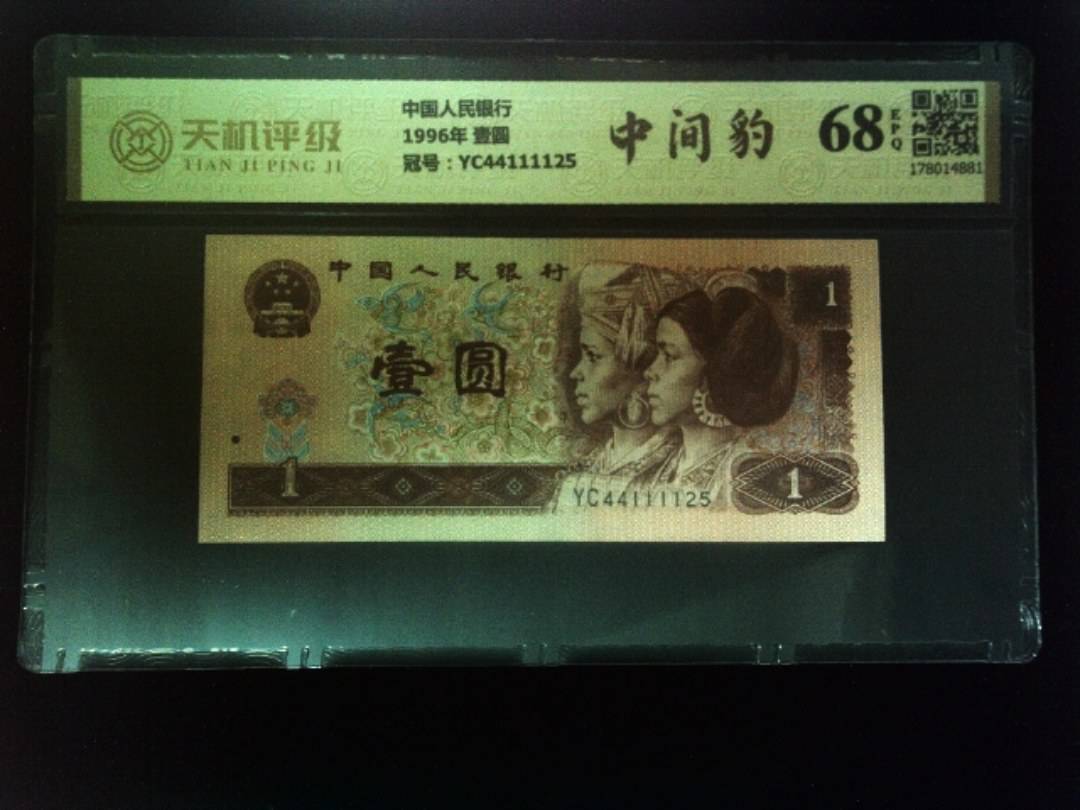 天机评级
TIAN JI PING JI
中国人民银行
1996年 壹圆
冠号：YC44111125
中间豹
68
EPQ
178014881
中国人民银行
1
壹圆
1
YC44111125
1